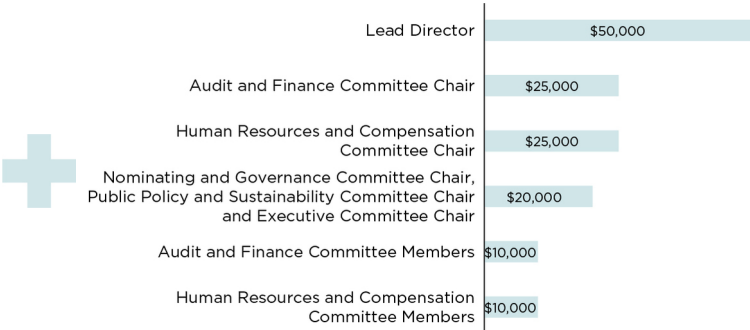 Lead Director
$50,000
Audit and Finance Committee Chair
$25,000
Human Resources and Compensation
Committee Chair
$25,000
Nominating and Governance Committee Chair,
Public Policy and Sustainability Committee Chair
and Executive Committee Chair
$20,000
Audit and Finance Committee Members
$10,000
Human Resources and Compensation
Committee Members
$10,000